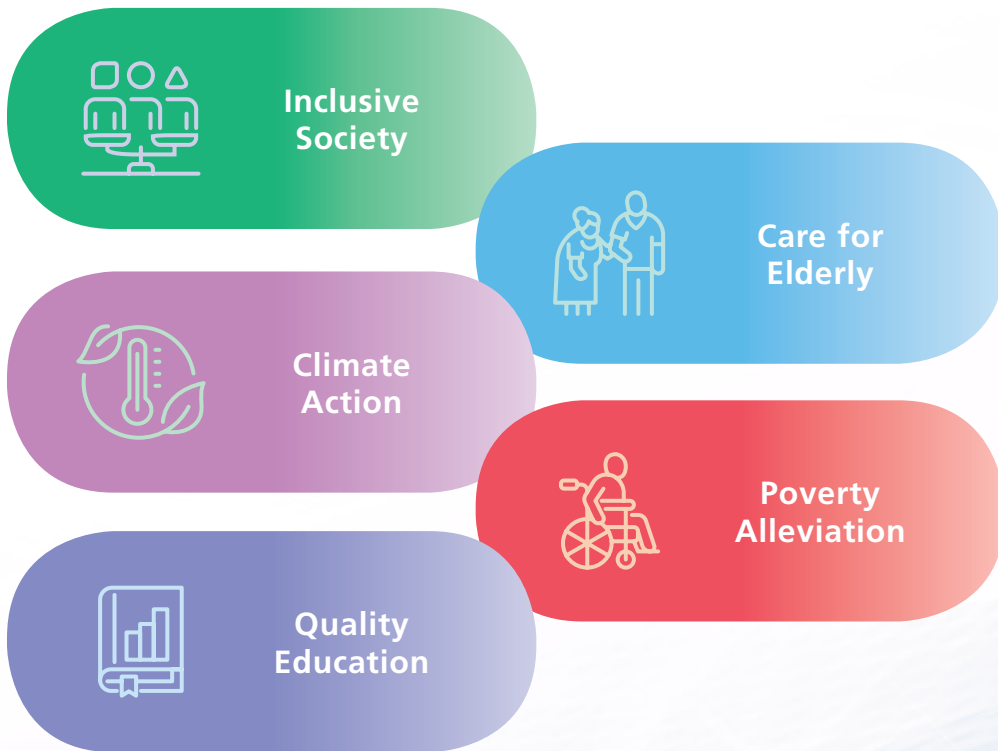 Inclusive
Society
Care for
Elderly
Climate
Action
Poverty
Alleviation
Quality
Education